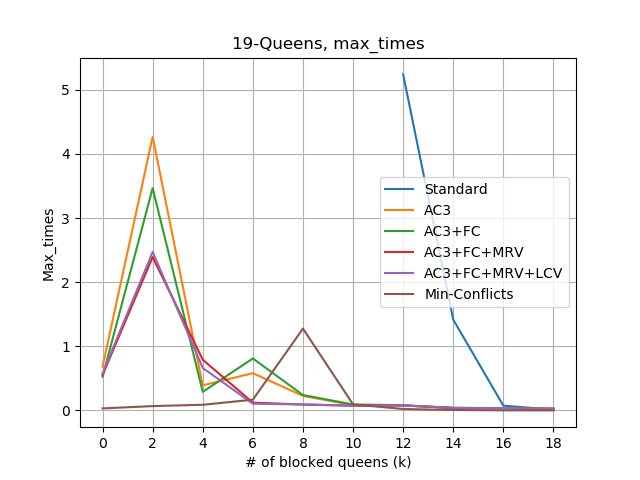 19-Queens, max_times
Max_times
5
4
3
2
1
0
Standard
AC3
AC3+FC
AC3+FC+MRV
AC3+FC+MRV+LCV
Min-Conflicts
0 2 4 6 8 10 12 14 16 18
# of blocked queens (k)